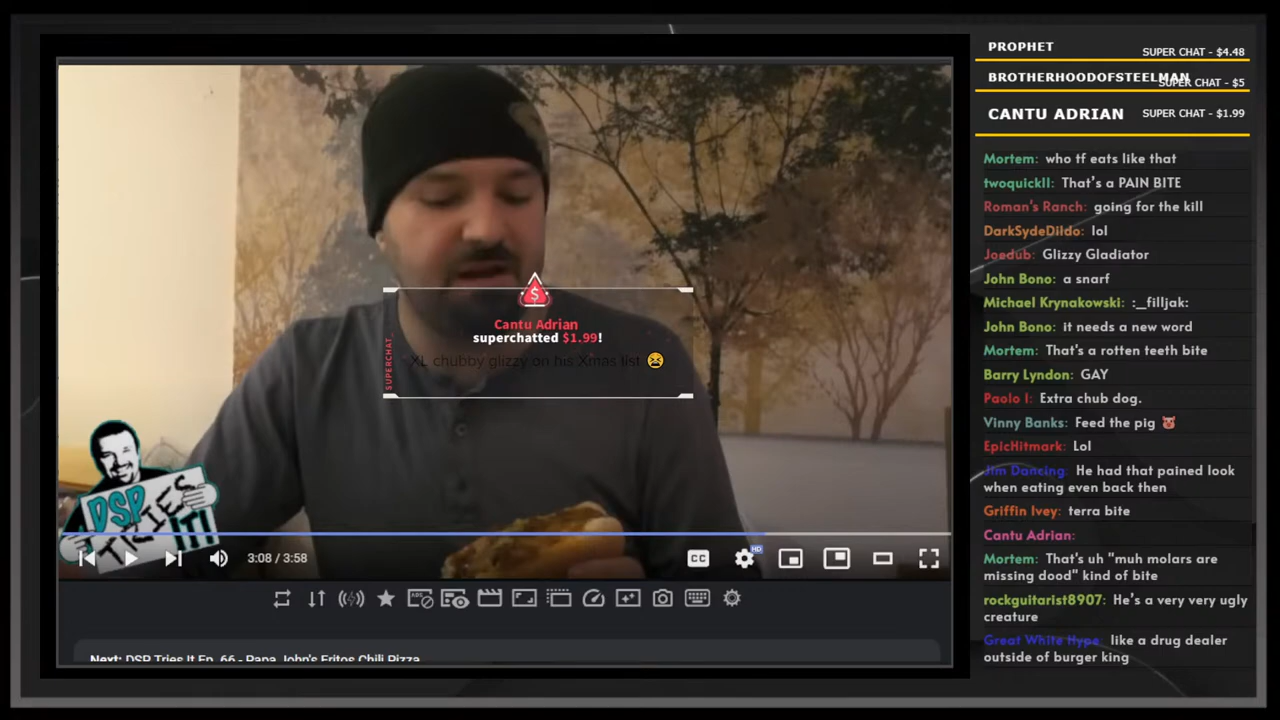 PROPHET
SUPER CHAT - $4.48
BROTHERHOODOFSTEELMAN
SUPER CHAT - $5
CANTU ADRIAN
SUPER CHAT - $1.99
Mortem: who tf eats like that
twoquickll: That's a PAIN BITE
Roman's Ranch: going for the kill
DarkSydeDildo: lol
Joedub: Glizzy Gladiator
John Bono: a snarf
Michael Krynakowski: :__filljak:
John Bono: it needs a new word
Mortem: That's a rotten teeth bite
Barry Lyndon: GAY
Paolo I: Extra chub dog.
Vinny Banks: Feed the pig 🐷
EpicHitmark: Lol
Jim Dancing: He had that pained look
when eating even back then
Griffin Ivey: terra bite
Cantu Adrian:
Mortem: That's uh "muh molars are
missing dood" kind of bite
rockguitarist8907: He's a very very ugly
creature
Great White Hype: like a drug dealer
outside of burger king
SUPERCHAT
Cantu Adrian
superchatted $1.99!
XL chubby glizzy on his Xmas list 😫
DSP
TRIES
IT!
3:08 / 3:58
CC
HD
Next: DSP Tries It Ep. 66 - Papa John's Fritos Chili Pizza